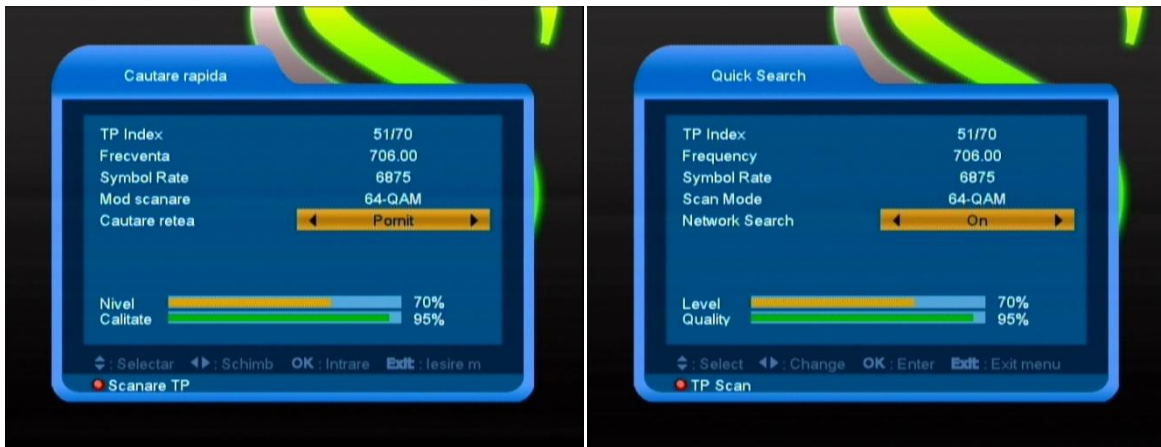 Cautare rapida
TP Index 51/70
Frecventa 706.00
Symbol Rate 6875
Mod scanare 64-QAM
Cautare retea Pornit
Nivel 70%
Calitate 95%
: Selectar : Schimb OK : Intrare Exit : Iesire m
Scanare TP
Quick Search
TP Index 51/70
Frequency 706.00
Symbol Rate 6875
Scan Mode 64-QAM
Network Search On
Level 70%
Quality 95%
: Select : Change OK : Enter Exit : Exit menu
TP Scan